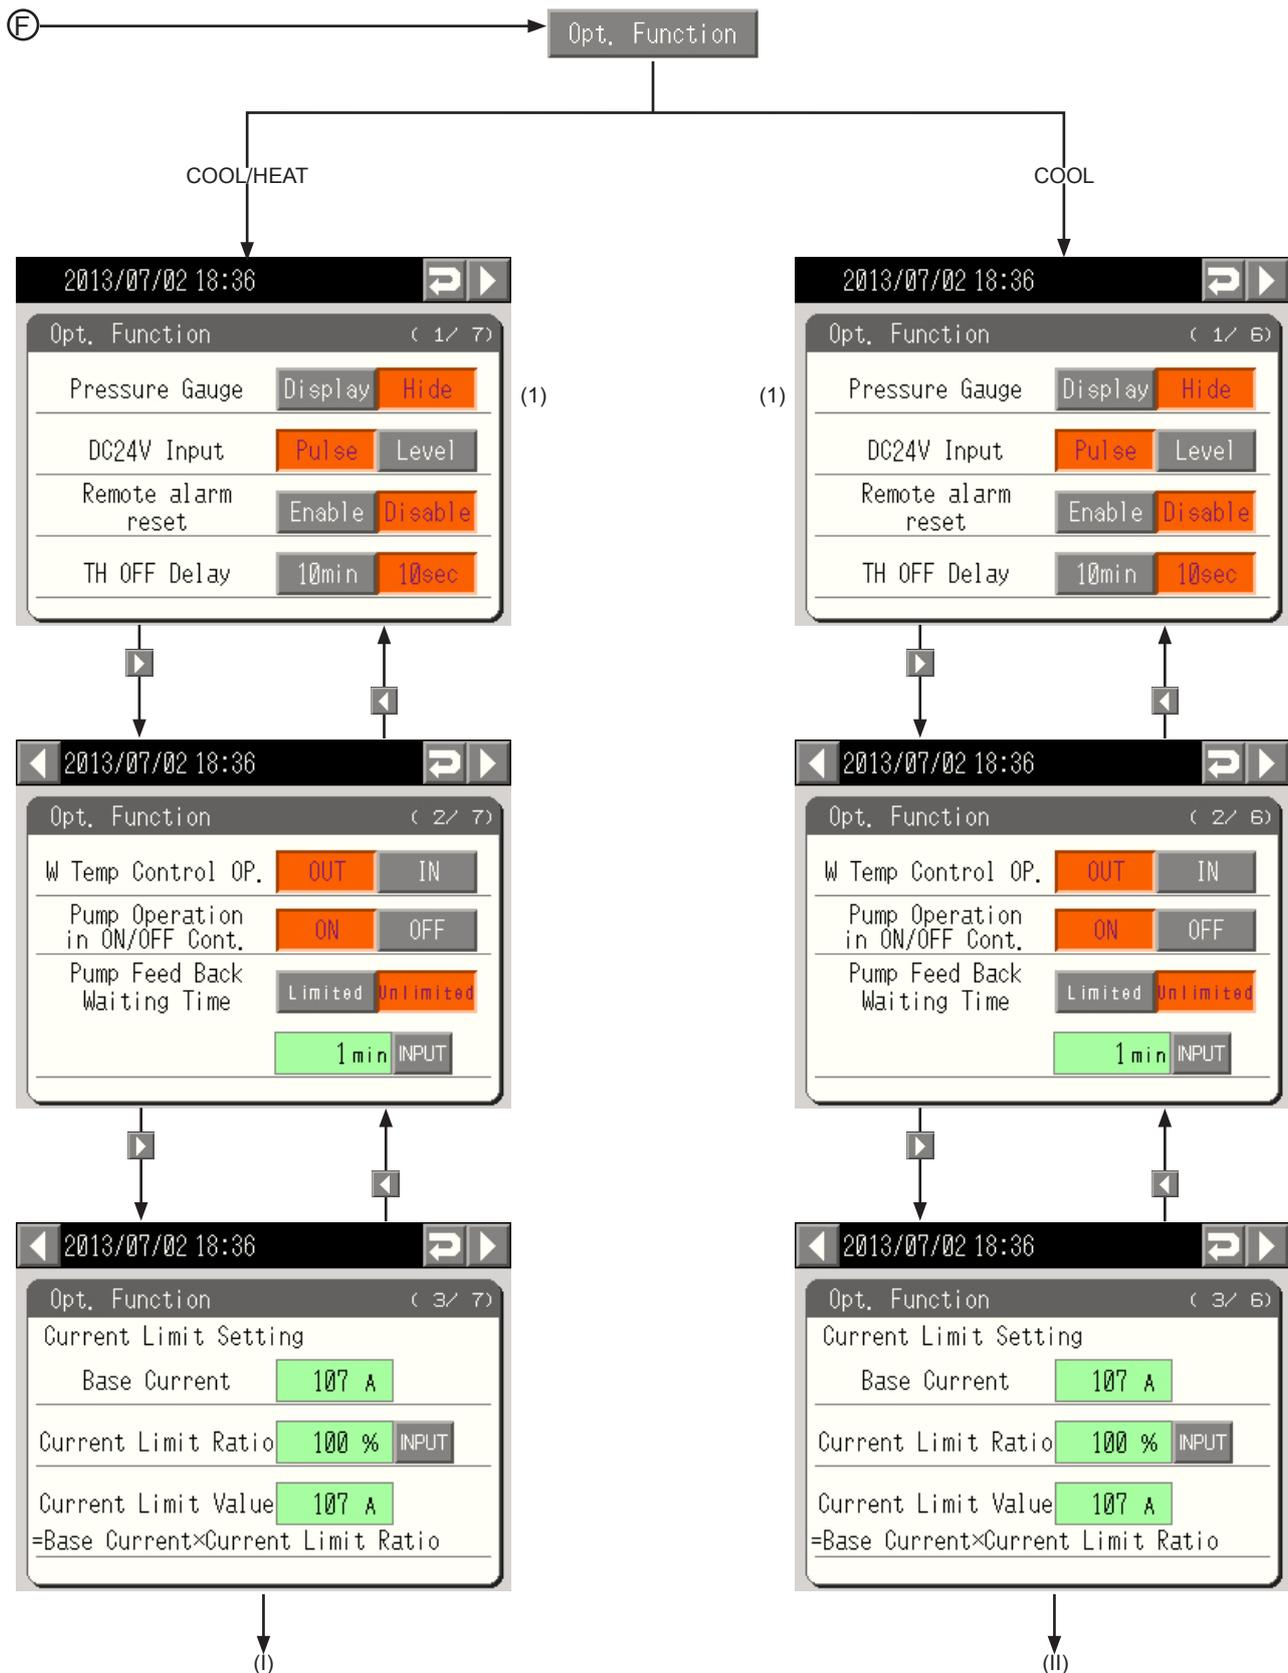 F
Opt. Function
COOL/HEAT
COOL
2013/07/02 18:36
Opt. Function ( 1/ 7)
Pressure Gauge Display Hide
DC24V Input Pulse Level
Remote alarm
reset
Enable Disable
TH OFF Delay 10min 10sec
(1)
2013/07/02 18:36
Opt. Function ( 1/ 6)
(1)
Pressure Gauge Display Hide
DC24V Input Pulse Level
Remote alarm
reset
Enable Disable
TH OFF Delay 10min 10sec
2013/07/02 18:36
Opt. Function ( 2/ 7)
W Temp Control OP. OUT IN
Pump Operation
in ON/OFF Cont.
ON OFF
Pump Feed Back
Waiting Time
Limited Unlimited
1 min INPUT
2013/07/02 18:36
Opt. Function ( 2/ 6)
W Temp Control OP. OUT IN
Pump Operation
in ON/OFF Cont.
ON OFF
Pump Feed Back
Waiting Time
Limited Unlimited
1 min INPUT
2013/07/02 18:36
Opt. Function ( 3/ 7)
Current Limit Setting
Base Current 107 A
Current Limit Ratio 100 % INPUT
Current Limit Value 107 A
=Base Current×Current Limit Ratio
2013/07/02 18:36
Opt. Function ( 3/ 6)
Current Limit Setting
Base Current 107 A
Current Limit Ratio 100 % INPUT
Current Limit Value 107 A
=Base Current×Current Limit Ratio
(I)
(II)